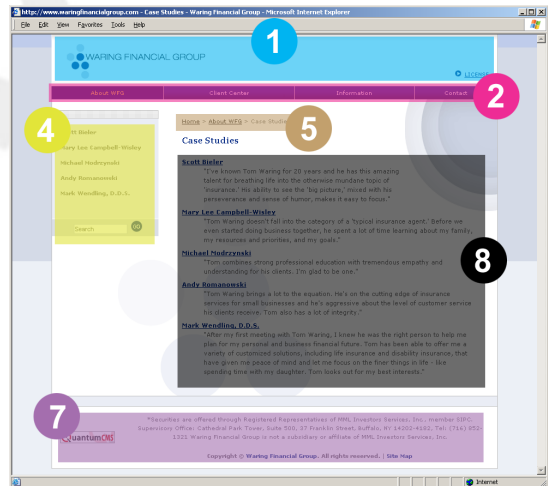 http://www.waringfinancialgroup.com - Case Studies - Waring Financial Group - Microsoft Internet Explorer
File Edit View Favorites Tools Help
1
WARING FINANCIAL GROUP
LICENSE
About WFG Client Center Information Contact
2
4
5
Home > About WFG > Case Studies
Case Studies
Scott Bieler
Mary Lee Campbell-Wisley
Michael Modrzynski
Andy Romanowski
Mark Wendling, D.D.S.
Search GO
Scott Bieler
"I've known Tom Waring for 20 years and he has this amazing
talent for breathing life into the otherwise mundane topic of
'insurance.' His ability to see the 'big picture,' mixed with his
perseverance and sense of humor, makes it easy to focus."
Mary Lee Campbell-Wisley
"Tom Waring doesn't fall into the category of a 'typical insurance agent.' Before we
even started doing business together, he spent a lot of time learning about my family,
my resources and priorities, and my goals."
8
Michael Modrzynski
"Tom combines strong professional education with tremendous empathy and
understanding for his clients. I'm glad to be one."
Andy Romanowski
"Tom Waring brings a lot to the equation. He's on the cutting edge of insurance
services for small businesses and he's aggressive about the level of customer service
his clients receive. Tom also has a lot of integrity."
Mark Wendling, D.D.S.
"After my first meeting with Tom Waring, I knew he was the right person to help me
plan for my personal and business financial future. Tom has been able to offer me a
variety of customized solutions, including life insurance and disability insurance, that
have given me peace of mind and let me focus on the finer things in life - like
spending time with my daughter. Tom looks out for my best interests."
7
QuantumCMS
*Securities are offered through Registered Representatives of MML Investors Services, Inc., member SIPC.
Supervisory Office: Cathedral Park Tower, Suite 500, 37 Franklin Street, Buffalo, NY 14202-4192, Tel: (716) 852-
1321 Waring Financial Group is not a subsidiary or affiliate of MML Investors Services, Inc.
Copyright © Waring Financial Group. All rights reserved. | Site Map
Internet